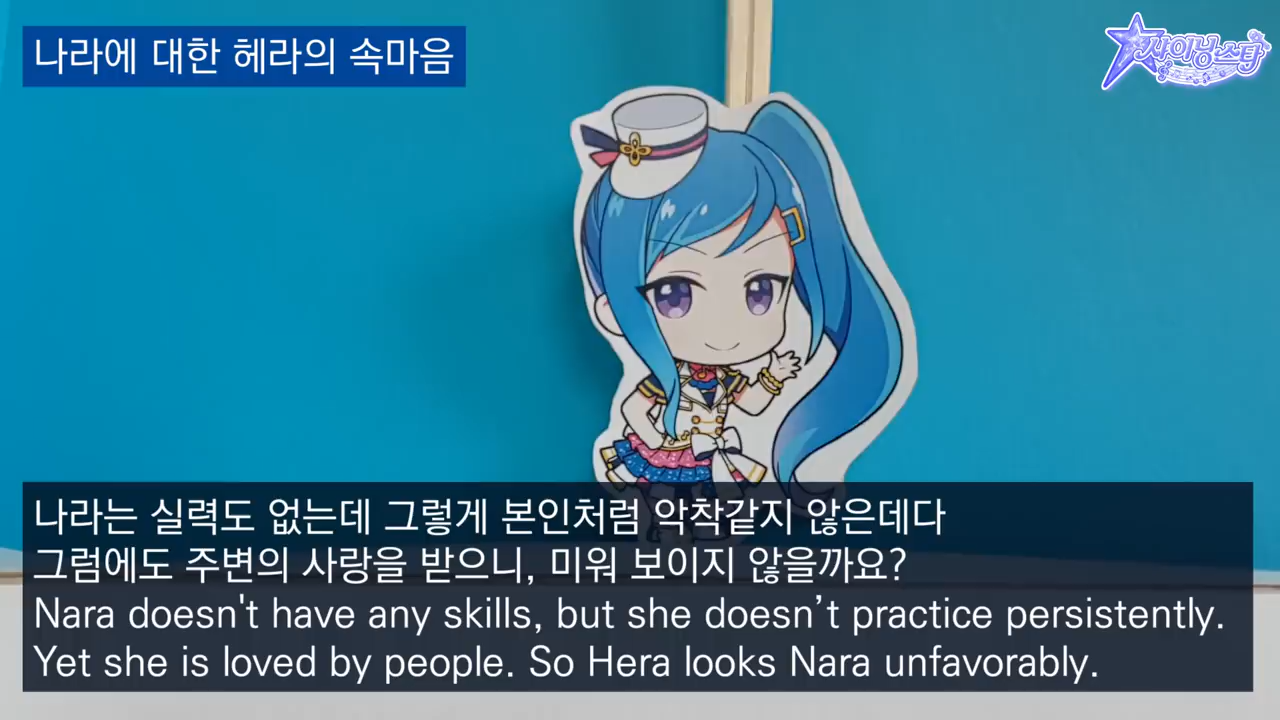 나라에 대한 헤라의 속마음
샤이닝스타
나라는 실력도 없는데 그렇게 본인처럼 악착같지 않은데다
그럼에도 주변의 사랑을 받으니, 미워 보이지 않을까요?
Nara doesn't have any skills, but she doesn’t practice persistently.
Yet she is loved by people. So Hera looks Nara unfavorably.